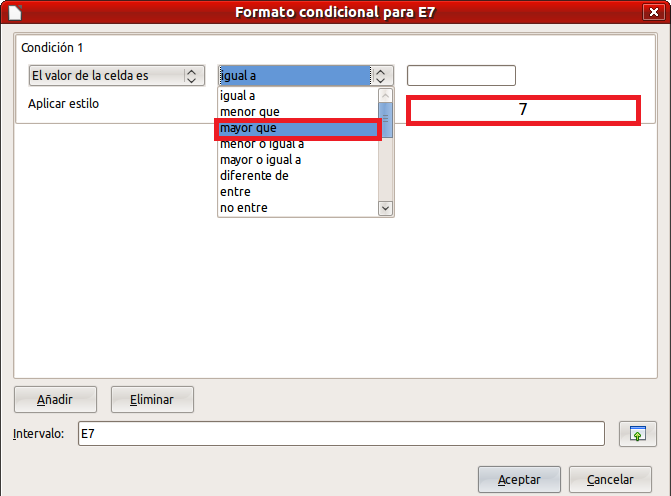 Formato condicional para E7
Condición 1
El valor de la celda es
igual a
Aplicar estilo
igual a
menor que
mayor que
menor o igual a
mayor o igual a
diferente de
entre
no entre
7
Añadir
Eliminar
Intervalo:
E7
Aceptar
Cancelar